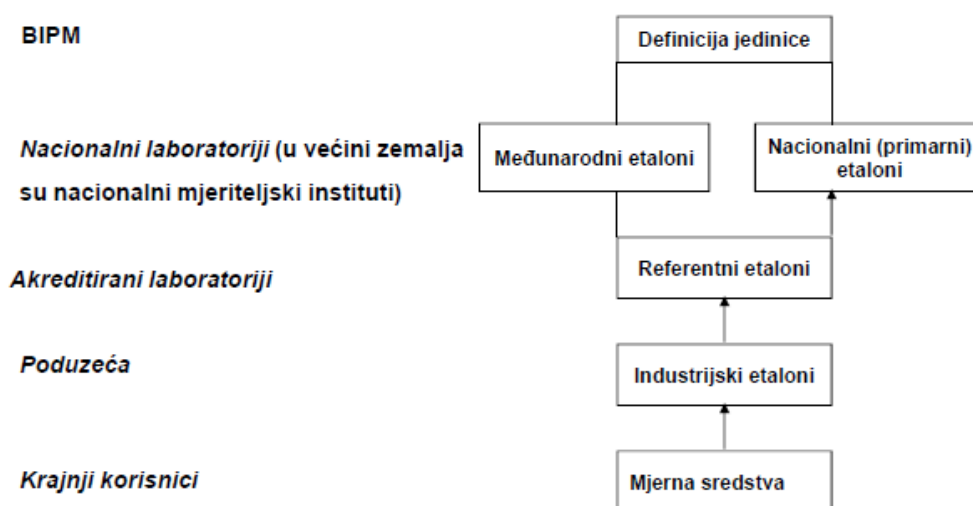 BIPM
Definicija jedinice
Nacionalni laboratoriji (u većini zemalja
su nacionalni mjeriteljski instituti)
Međunarodni etaloni
Nacionalni (primarni)
etaloni
Akreditirani laboratoriji
Referentni etaloni
Poduzeća
Industrijski etaloni
Krajnji korisnici
Mjerna sredstva